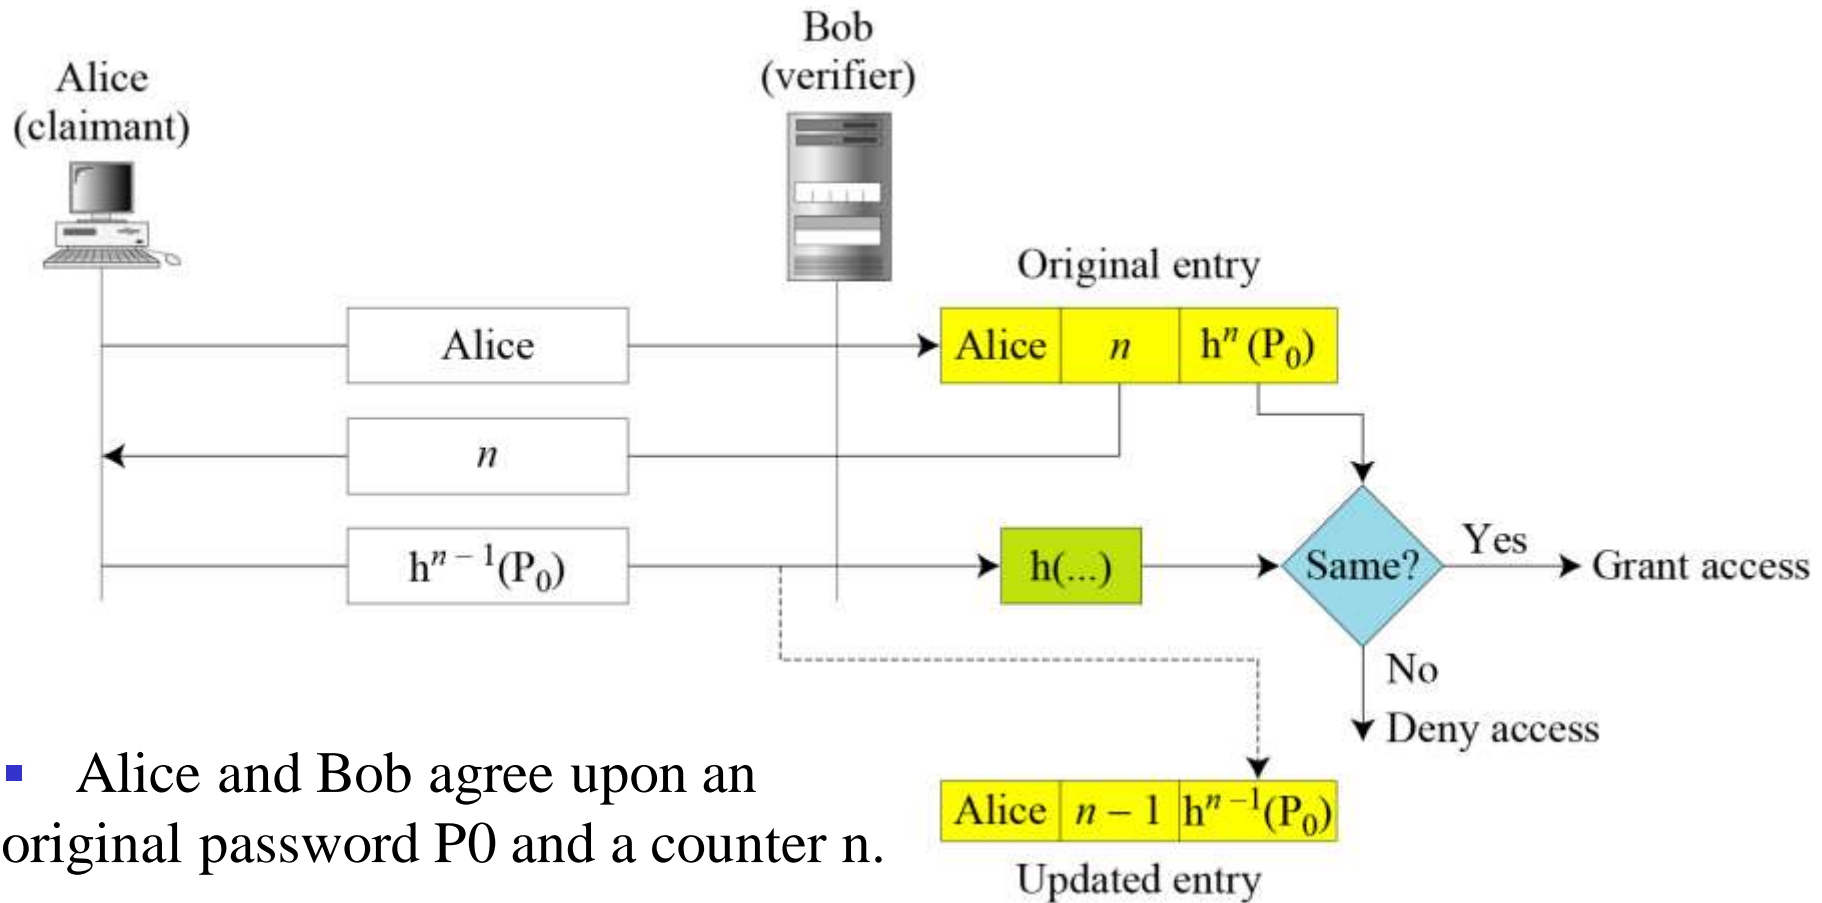 Bob
(verifier)
Alice
(claimant)
Original entry
Alice
Alice n hⁿ (P₀)
n
hⁿ⁻¹(P₀)
h(...)
Same?
Yes
Grant access
No
Deny access
▪ Alice and Bob agree upon an
original password P0 and a counter n.
Alice n – 1 hⁿ⁻¹(P₀)
Updated entry